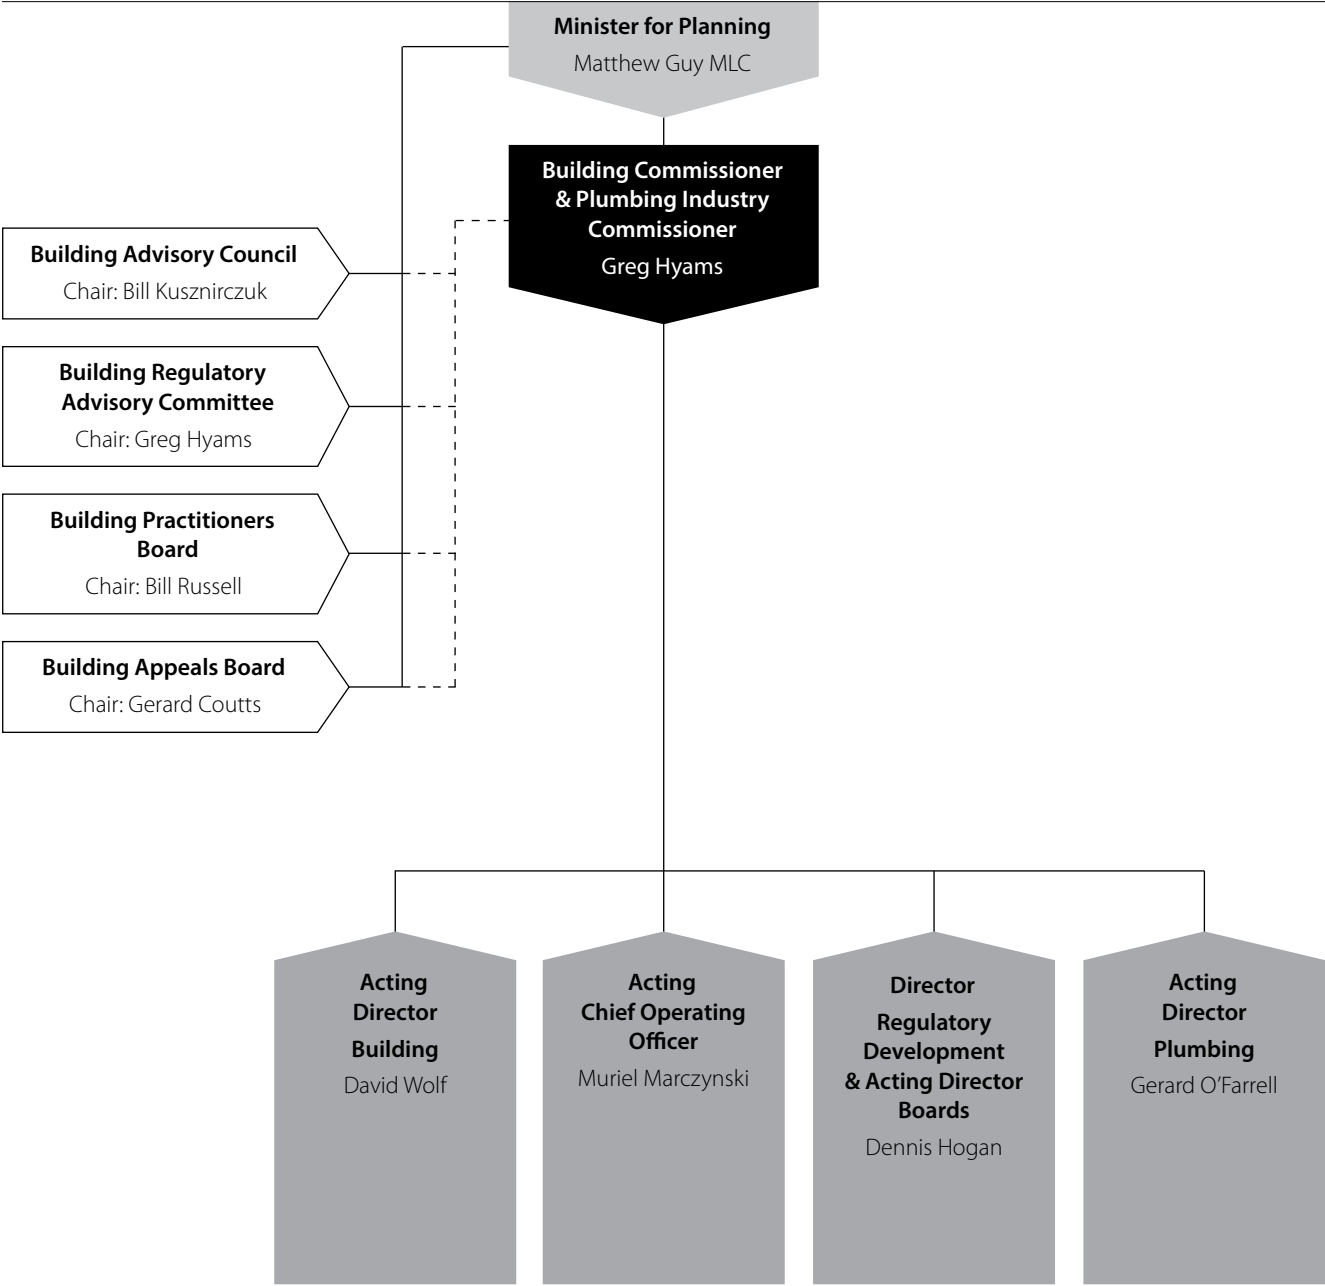 Minister for Planning
Matthew Guy MLC
Building Commissioner
& Plumbing Industry
Commissioner
Greg Hyams
Building Advisory Council
Chair: Bill Kusznirczuk
Building Regulatory
Advisory Committee
Chair: Greg Hyams
Building Practitioners
Board
Chair: Bill Russell
Building Appeals Board
Chair: Gerard Coutts
Acting
Director
Building
David Wolf
Acting
Chief Operating
Officer
Muriel Marczynski
Director
Regulatory
Development
& Acting Director
Boards
Dennis Hogan
Acting
Director
Plumbing
Gerard O’Farrell